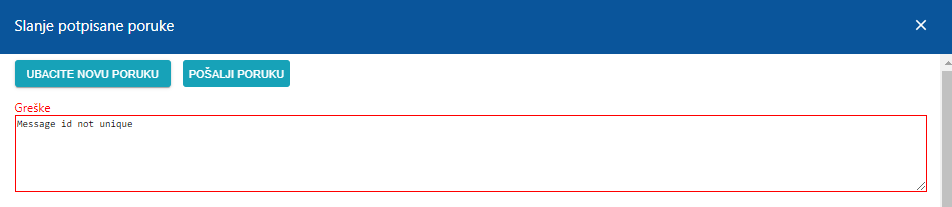 Slanje potpisane poruke
UBACITE NOVU PORUKU POŠALJI PORUKU
Greške
Message id not unique